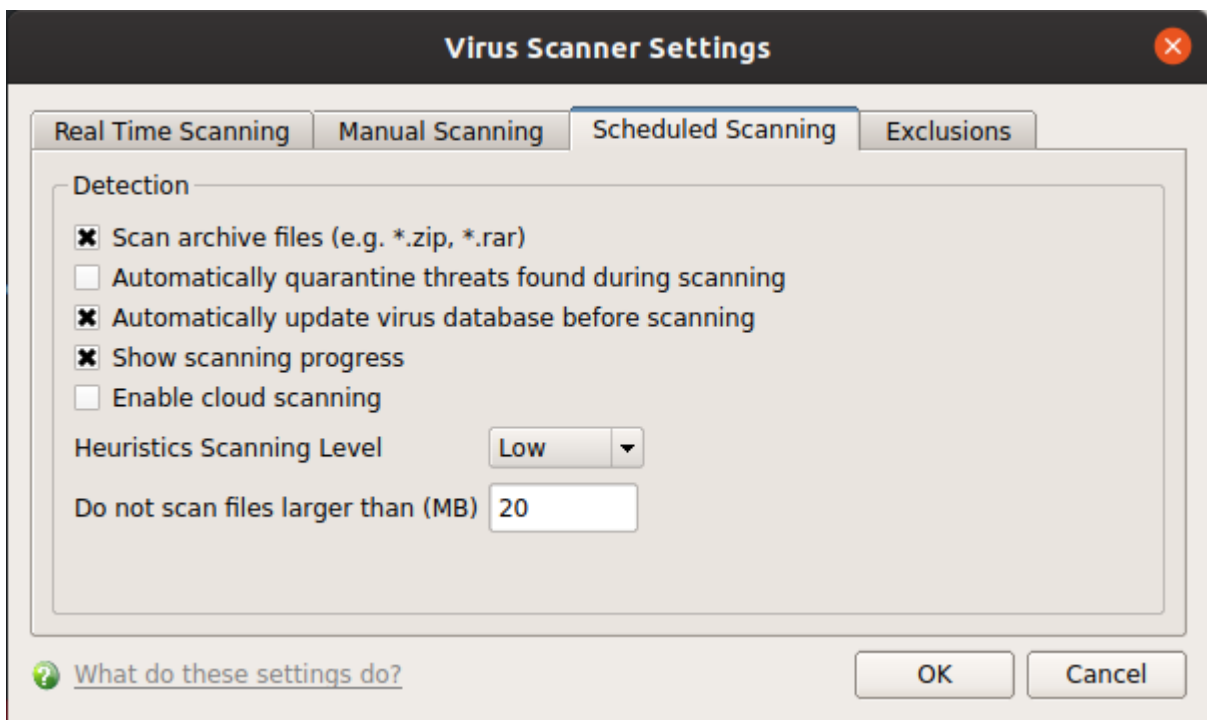 Virus Scanner Settings
Real Time Scanning Manual Scanning Scheduled Scanning Exclusions
Detection
Scan archive files (e.g. *.zip, *.rar)
Automatically quarantine threats found during scanning
Automatically update virus database before scanning
Show scanning progress
Enable cloud scanning
Heuristics Scanning Level Low
Do not scan files larger than (MB) 20
What do these settings do? OK Cancel